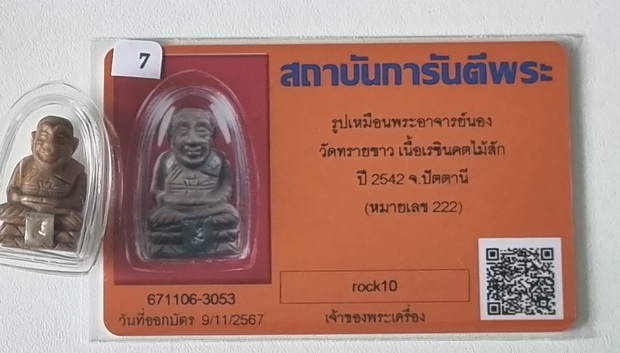 7
สถาบันการันตีพระ
รูปเหมือนพระอาจารย์นอง
วัดทรายขาว เนื้อเรซินคตไม้สัก
ปี 2542 จ.ปัตตานี
(หมายเลข 222)
rock10
671106-3053
วันที่ออกบัตร 9/11/2567
เจ้าของพระเครื่อง